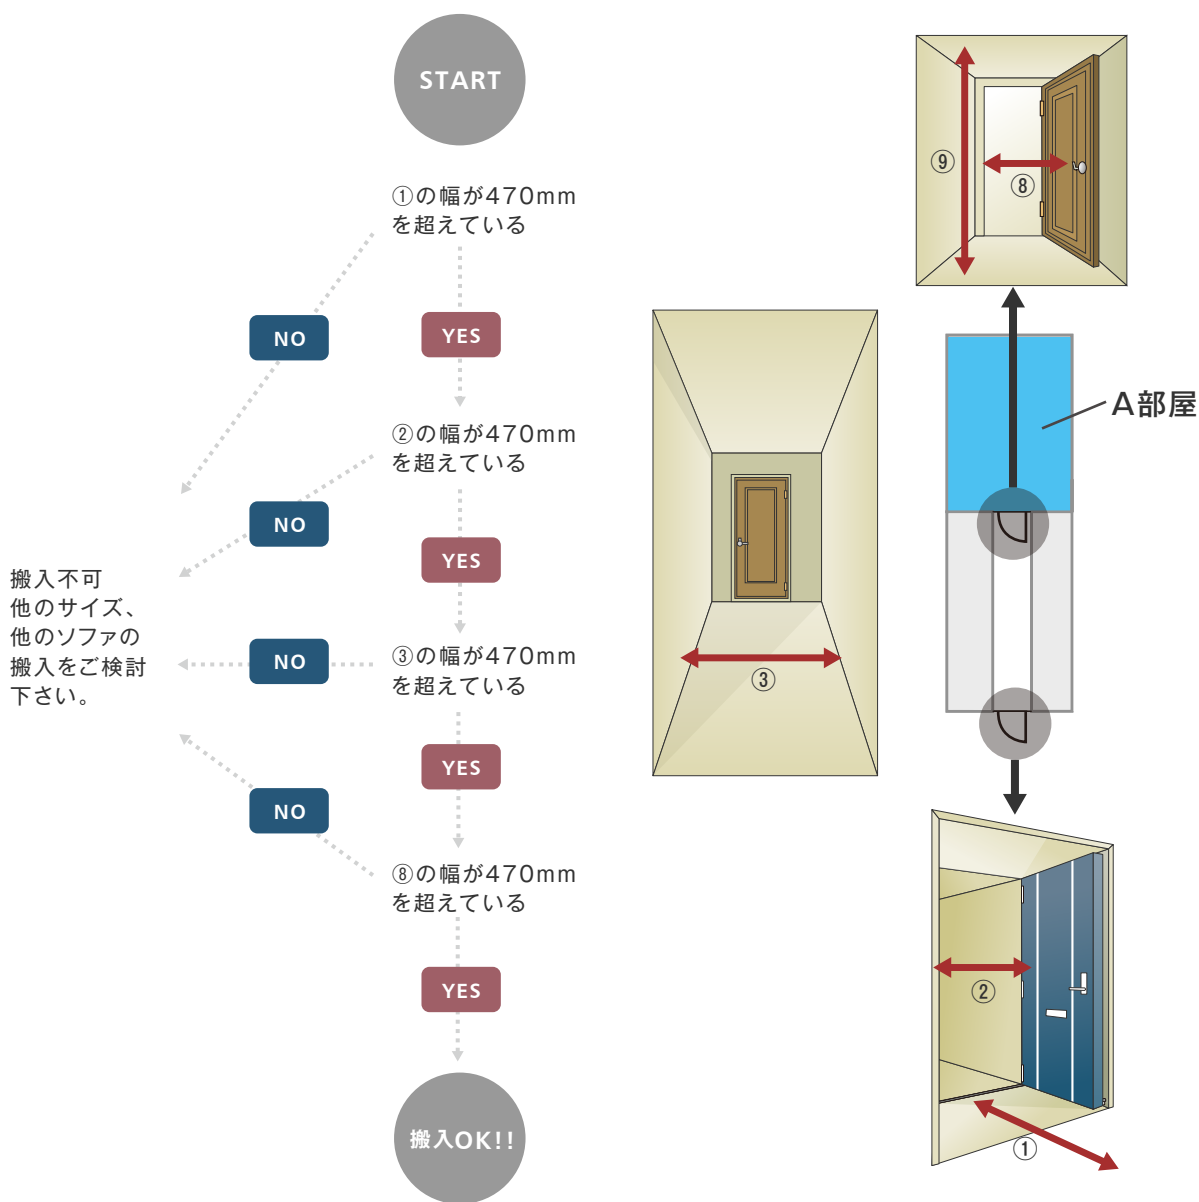 START
①の幅が470mm
を超えている
NO
YES
②の幅が470mm
を超えている
NO
YES
搬入不可
他のサイズ、
他のソファの
搬入をご検討
下さい。
③の幅が470mm
を超えている
NO
YES
⑧の幅が470mm
を超えている
NO
YES
搬入OK!!
⑨
⑧
A部屋
③
②
①